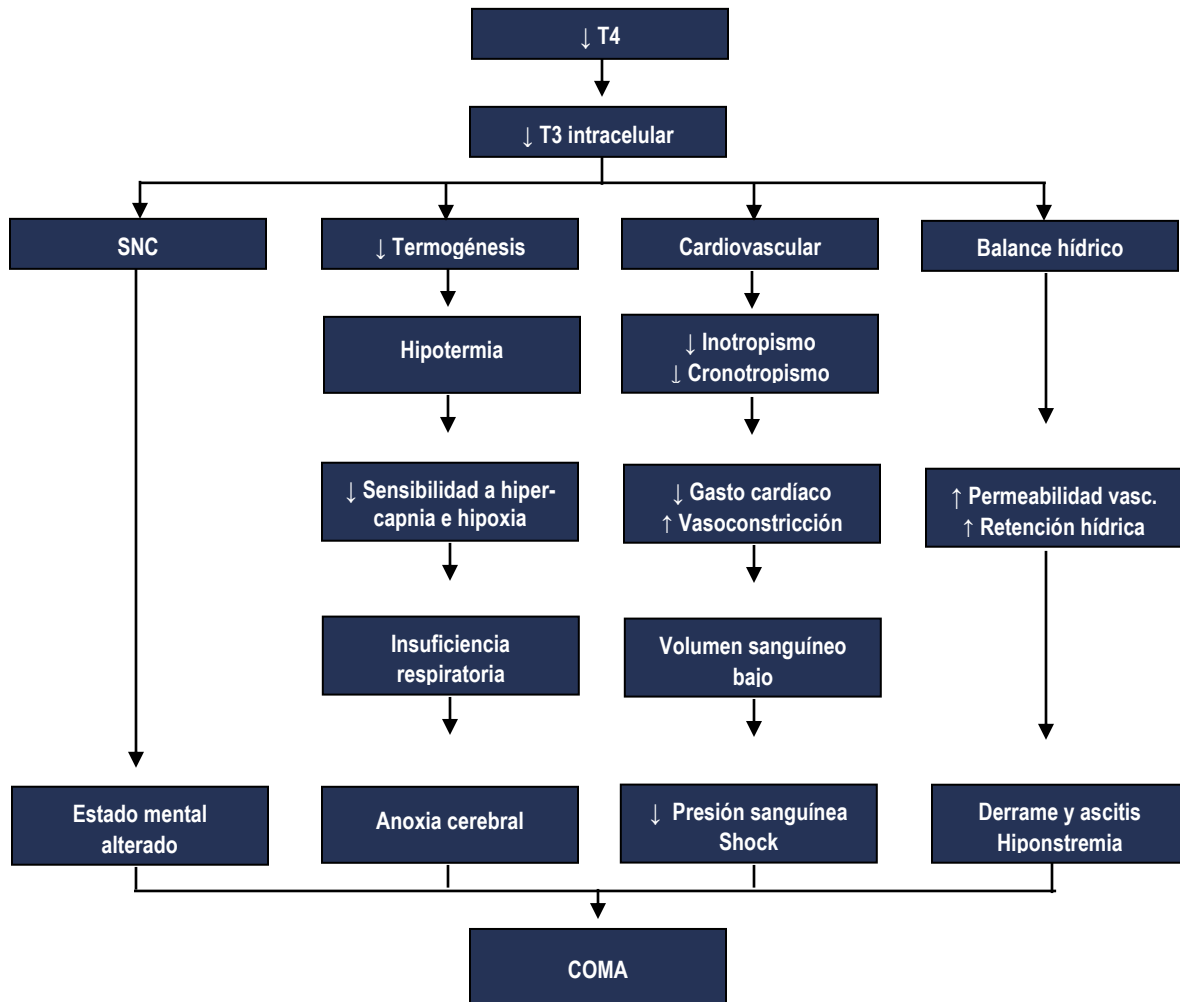 ↓ T4
↓ T3 intracelular
SNC
↓ Termogénesis
Cardiovascular
Balance hídrico
Hipotermia
↓ Inotropismo
↓ Cronotropismo
↓ Sensibilidad a hiper-
capnia e hipoxia
↓ Gasto cardíaco
↑ Vasoconstricción
↑ Permeabilidad vasc.
↑ Retención hídrica
Insuficiencia
respiratoria
Volumen sanguíneo
bajo
Estado mental
alterado
Anoxia cerebral
↓ Presión sanguínea
Shock
Derrame y ascitis
Hiponstremia
COMA